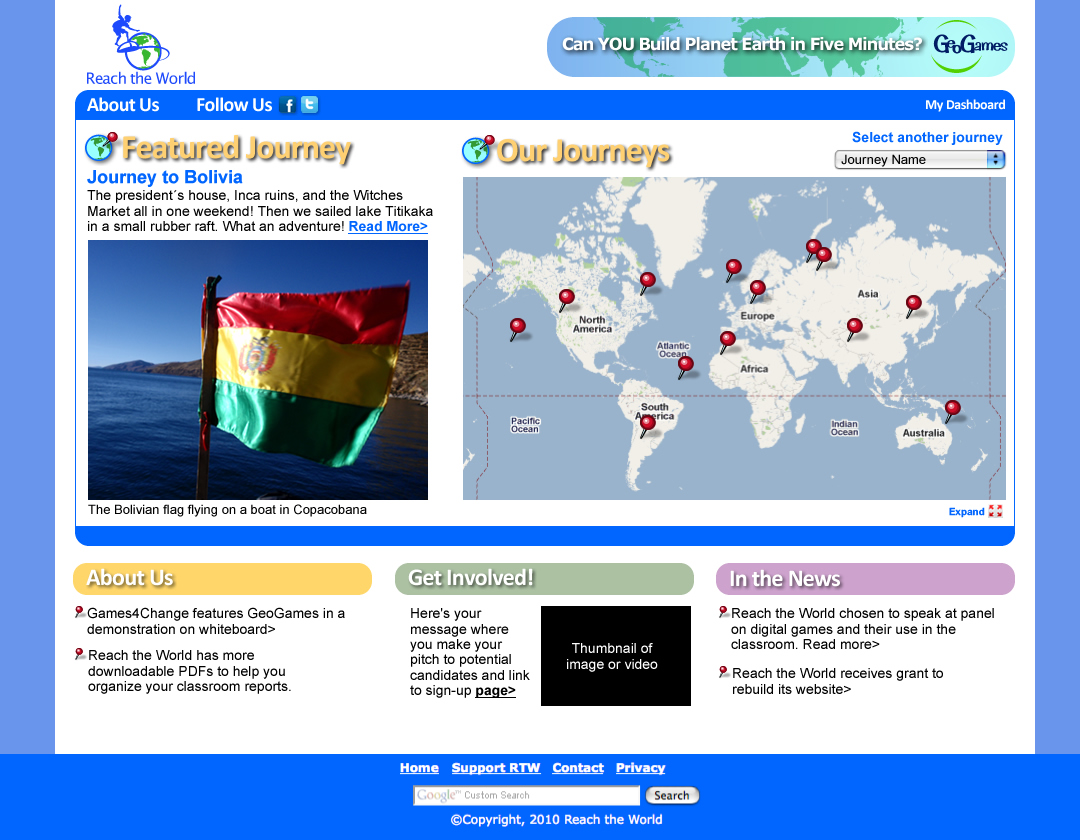 Reach the World
Can YOU Build Planet Earth in Five Minutes?
GeoGames
About Us
Follow Us
f
t
My Dashboard
Featured Journey
Journey to Bolivia
The president´s house, Inca ruins, and the Witches
Market all in one weekend! Then we sailed lake Titikaka
in a small rubber raft. What an adventure! Read More>
The Bolivian flag flying on a boat in Copacobana
Our Journeys
Select another journey
Journey Name
North
America
Atlantic
Ocean
Europe
Asia
Africa
South
America
Pacific
Ocean
Indian
Ocean
Australia
Expand
About Us
Games4Change features GeoGames in a
demonstration on whiteboard>
Reach the World has more
downloadable PDFs to help you
organize your classroom reports.
Get Involved!
Here's your
message where
you make your
pitch to potential
candidates and link
to sign-up page>
Thumbnail of
image or video
In the News
Reach the World chosen to speak at panel
on digital games and their use in the
classroom. Read more>
Reach the World receives grant to
rebuild its website>
Home Support RTW Contact Privacy
Google™ Custom Search
Search
©Copyright, 2010 Reach the World